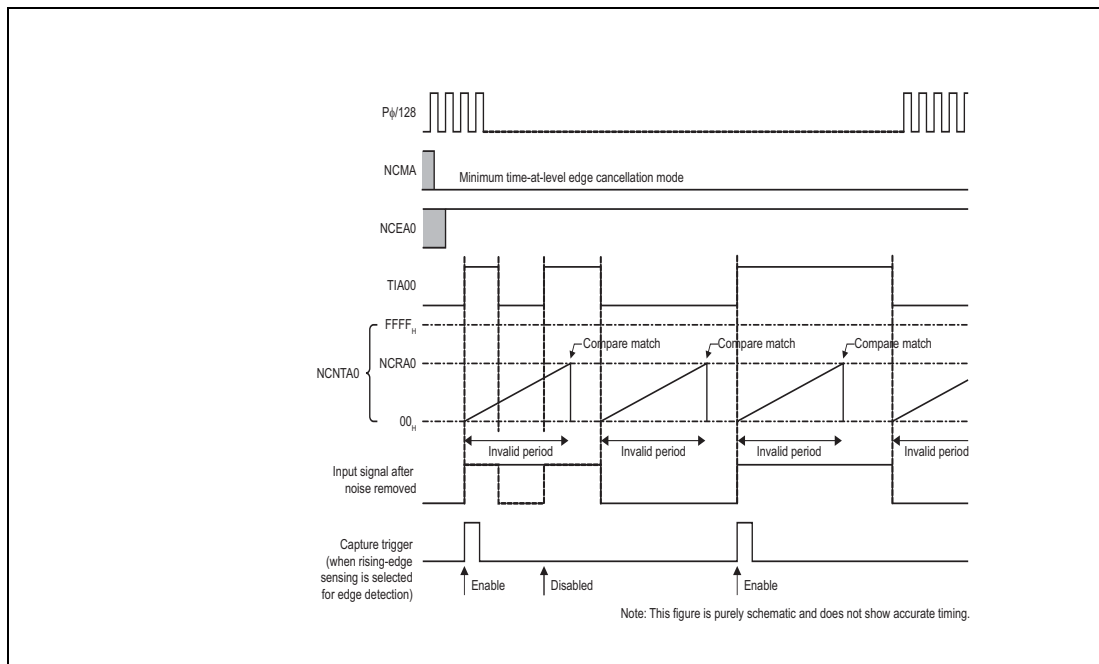 Pϕ/128
NCMA
Minimum time-at-level edge cancellation mode
NCEA0
TIA00
FFFFH
Compare match
Compare match
Compare match
NCRA0
NCNTA0
00H
Invalid period
Invalid period
Invalid period
Invalid period
Input signal after
noise removed
Capture trigger
(when rising-edge
sensing is selected
for edge detection)
Enable
Disabled
Enable
Note: This figure is purely schematic and does not show accurate timing.